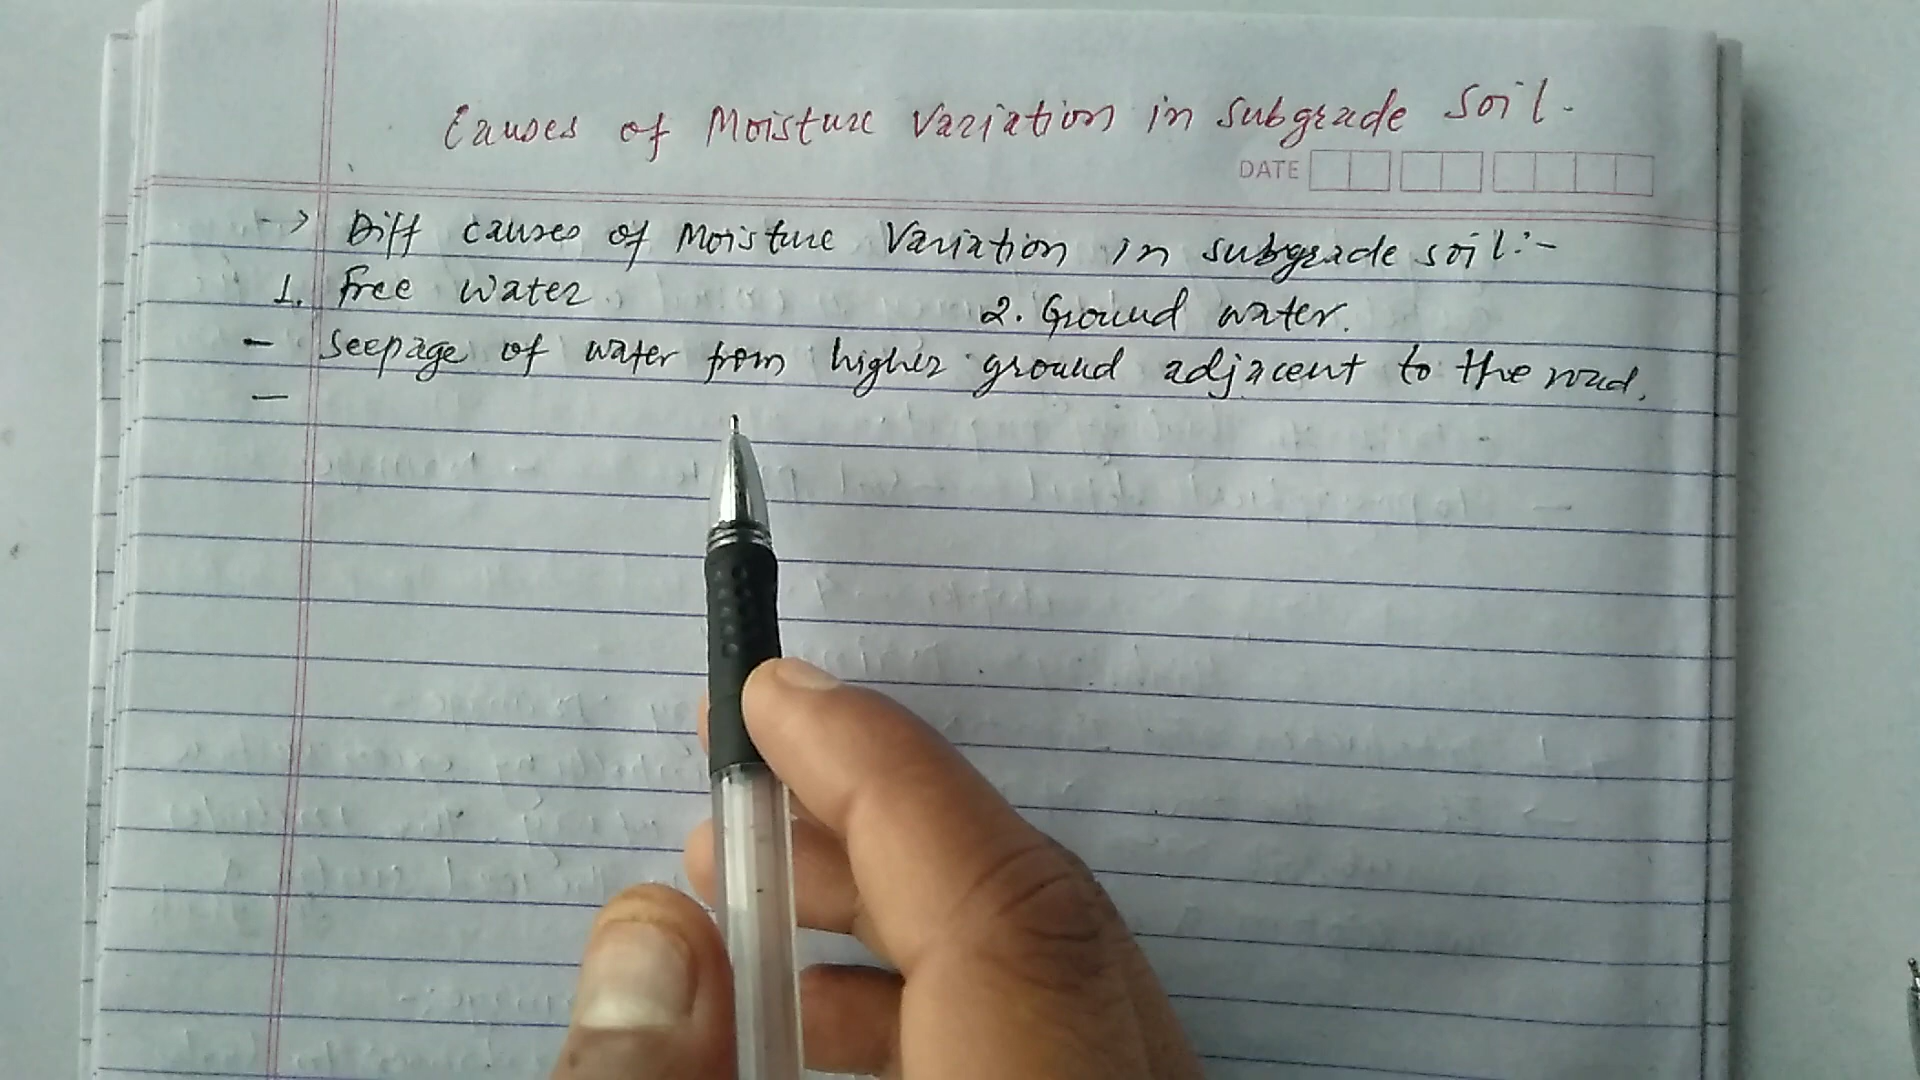 Causes of Moisture Variation in subgrade soil.
DATE
-> Diff causes of Moisture Variation in subgrade soil:-
1. free water 2. Ground water.
- seepage of water from higher ground adjacent to the road.
-